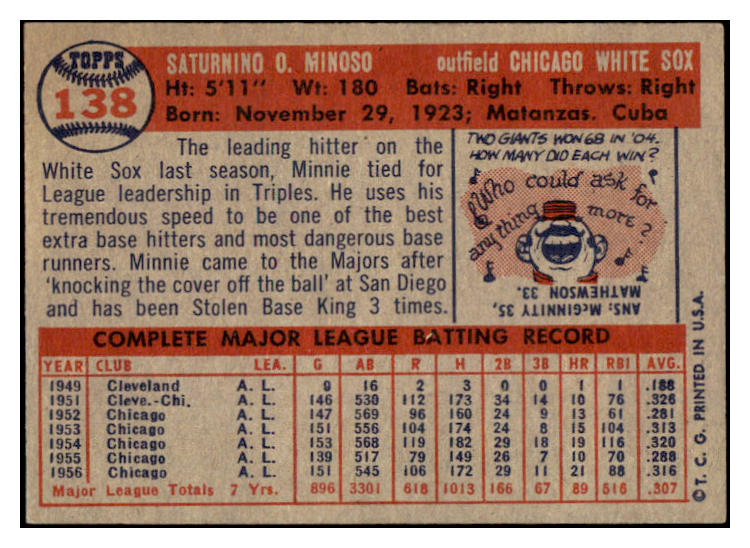 TOPPS
138
SATURNINO O. MINOSO outfield CHICAGO WHITE SOX
Ht: 5'11" Wt: 180 Bats: Right Throws: Right
Born: November 29, 1923; Matanzas. Cuba
The leading hitter on the
White Sox last season, Minnie tied for
League leadership in Triples. He uses his
tremendous speed to be one of the best
extra base hitters and most dangerous base
runners. Minnie came to the Majors after
'knocking the cover off the ball' at San Diego
and has been Stolen Base King 3 times.
TWO GIANTS WON 68 IN '04.
HOW MANY DID EACH WIN?
Who could ask for
anything more?
ANS: McGINNITY 35,
MATHEWSON 33.
COMPLETE MAJOR LEAGUE BATTING RECORD
YEAR CLUB LEA. G AB R H 2B 3B HR RBI AVG.
1949 Cleveland A. L. 9 16 2 3 0 0 1 1 .188
1951 Cleve.-Chi. A. L. 146 530 112 173 34 14 10 76 .326
1952 Chicago A. L. 147 569 96 160 24 9 13 61 .281
1953 Chicago A. L. 151 556 104 174 24 8 15 104 .313
1954 Chicago A. L. 153 568 119 182 29 18 19 116 .320
1955 Chicago A. L. 139 517 79 149 26 7 10 70 .288
1956 Chicago A. L. 151 545 106 172 29 11 21 88 .316
Major League Totals 7 Yrs. 896 3301 618 1013 166 67 89 516 .307
© T. C. G. PRINTED IN U.S.A.